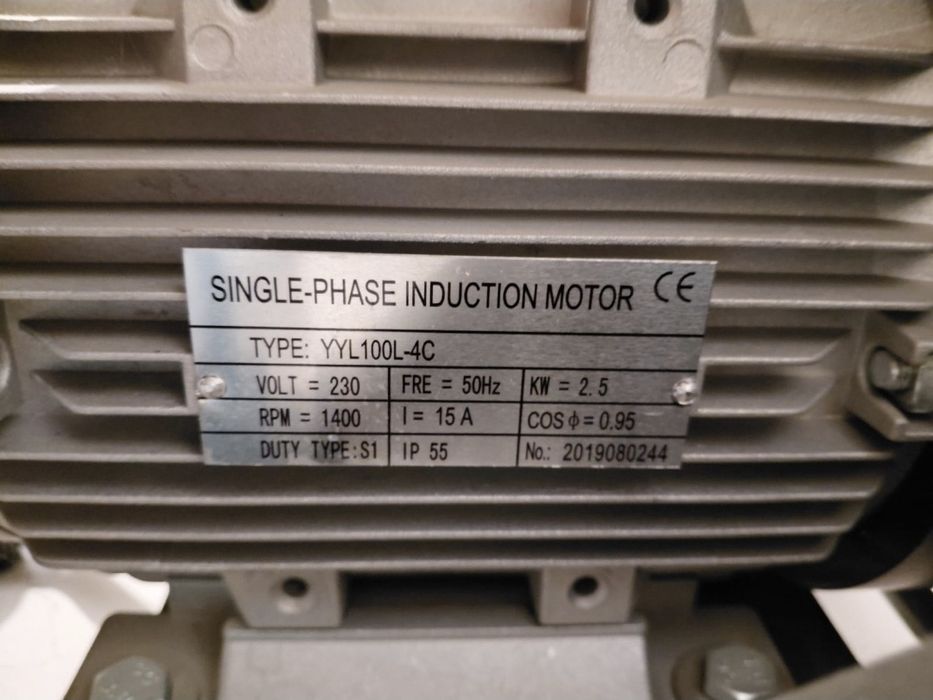 SINGLE-PHASE INDUCTION MOTOR CE
TYPE: YYL100L-4C
VOLT = 230 FRE = 50Hz KW = 2.5
RPM = 1400 I = 15 A COS ϕ = 0.95
DUTY TYPE:S1 IP 55 No.: 2019080244